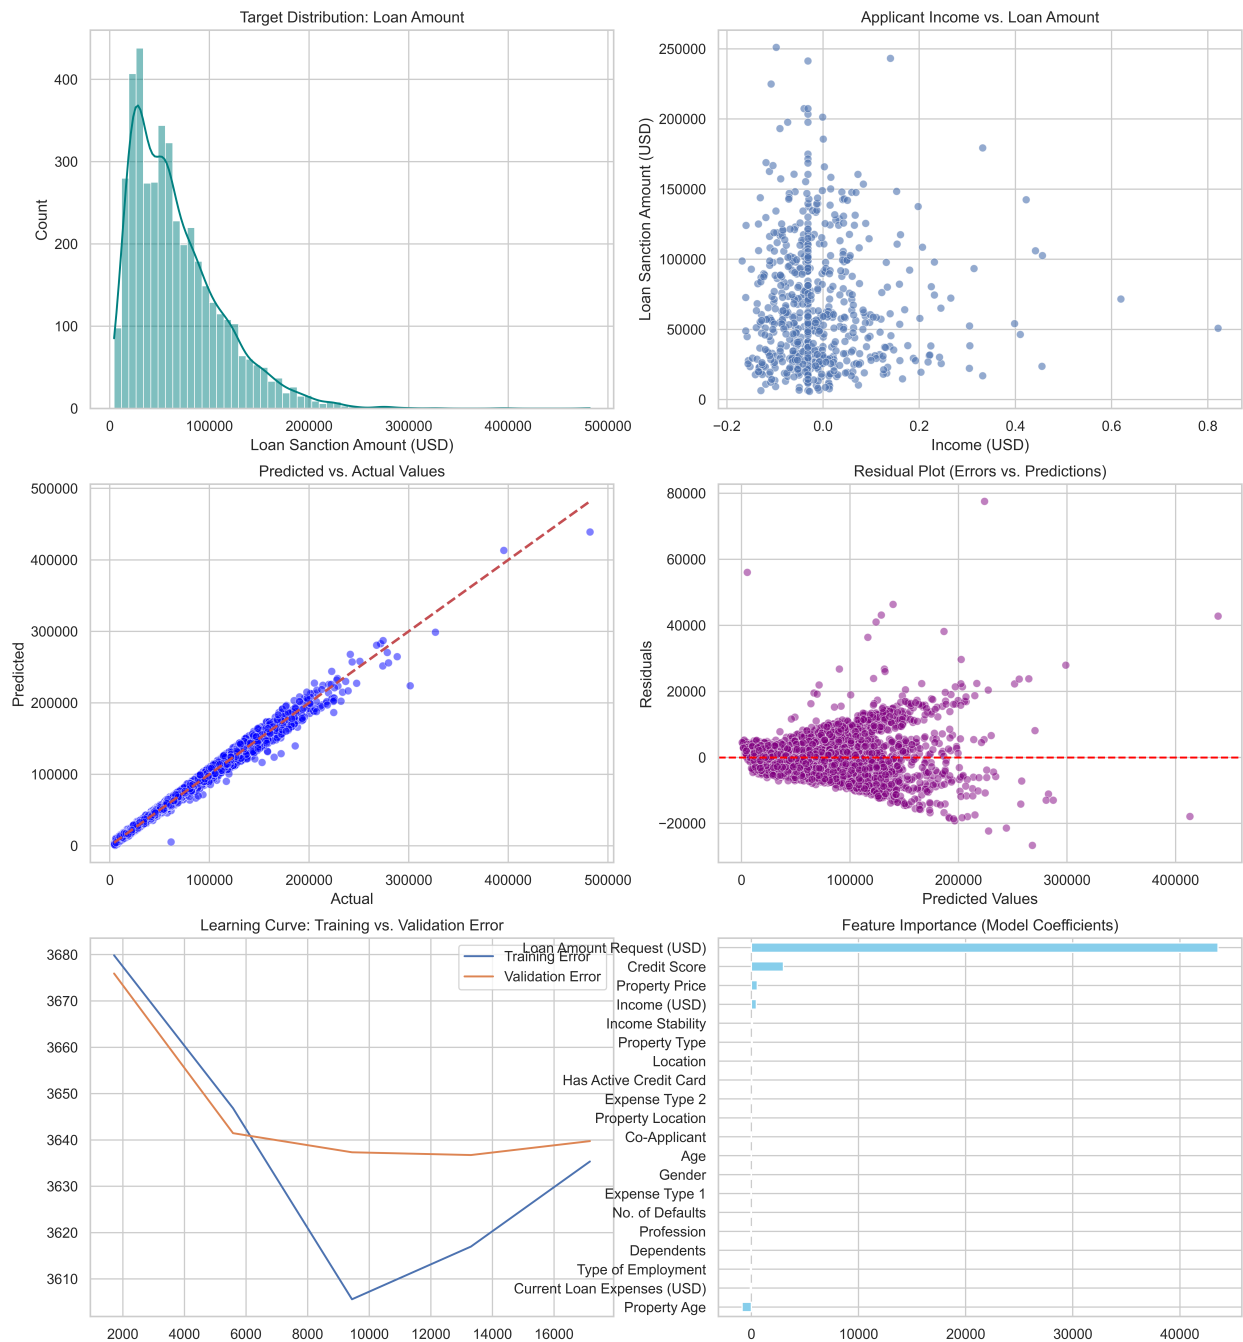 Target Distribution: Loan Amount
400
300
200
100
0
Count
0 100000 200000 300000 400000 500000
Loan Sanction Amount (USD)
Applicant Income vs. Loan Amount
250000
200000
150000
100000
50000
0
Loan Sanction Amount (USD)
−0.2 0.0 0.2 0.4 0.6 0.8
Income (USD)
Predicted vs. Actual Values
500000
400000
300000
200000
100000
0
Predicted
0 100000 200000 300000 400000 500000
Actual
Residual Plot (Errors vs. Predictions)
80000
60000
40000
20000
0
−20000
Residuals
0 100000 200000 300000 400000
Predicted Values
Learning Curve: Training vs. Validation Error
Training Error
Validation Error
3680
3670
3660
3650
3640
3630
3620
3610
2000 4000 6000 8000 10000 12000 14000 16000
Feature Importance (Model Coefficients)
Loan Amount Request (USD)
Credit Score
Property Price
Income (USD)
Income Stability
Property Type
Location
Has Active Credit Card
Expense Type 2
Property Location
Co-Applicant
Age
Gender
Expense Type 1
No. of Defaults
Profession
Dependents
Type of Employment
Current Loan Expenses (USD)
Property Age
0 10000 20000 30000 40000